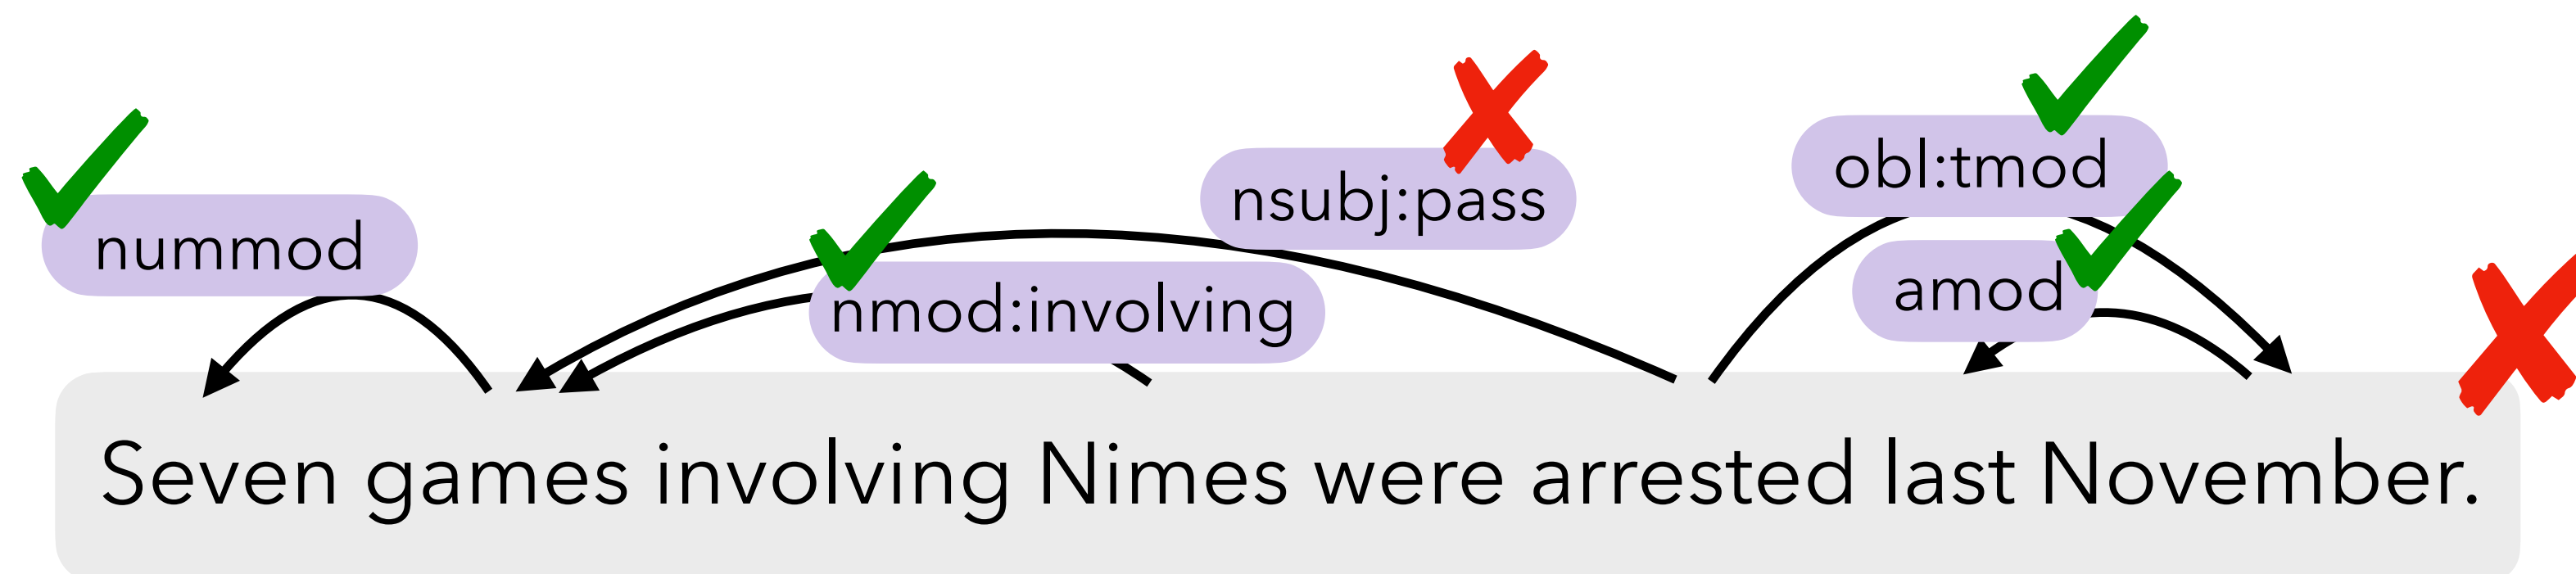 obl:tmod
nsubj:pass
nummod
amod
nmod:involving
Seven games involving Nimes were arrested last November.